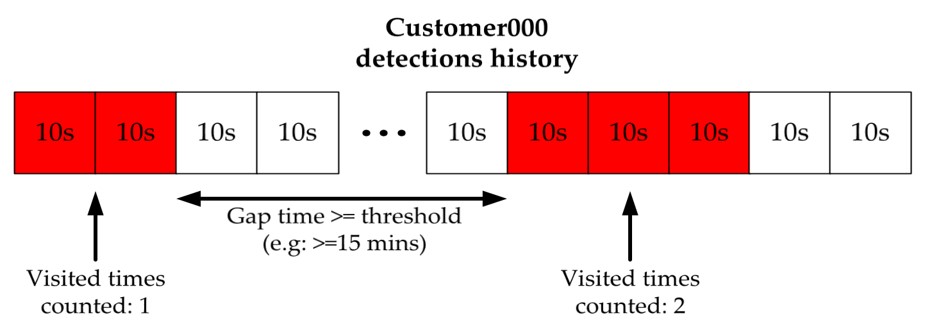 Customer000
detections history
10s 10s 10s 10s ... 10s 10s 10s 10s 10s 10s
Gap time >= threshold
(e.g: >=15 mins)
Visited times
counted: 1
Visited times
counted: 2